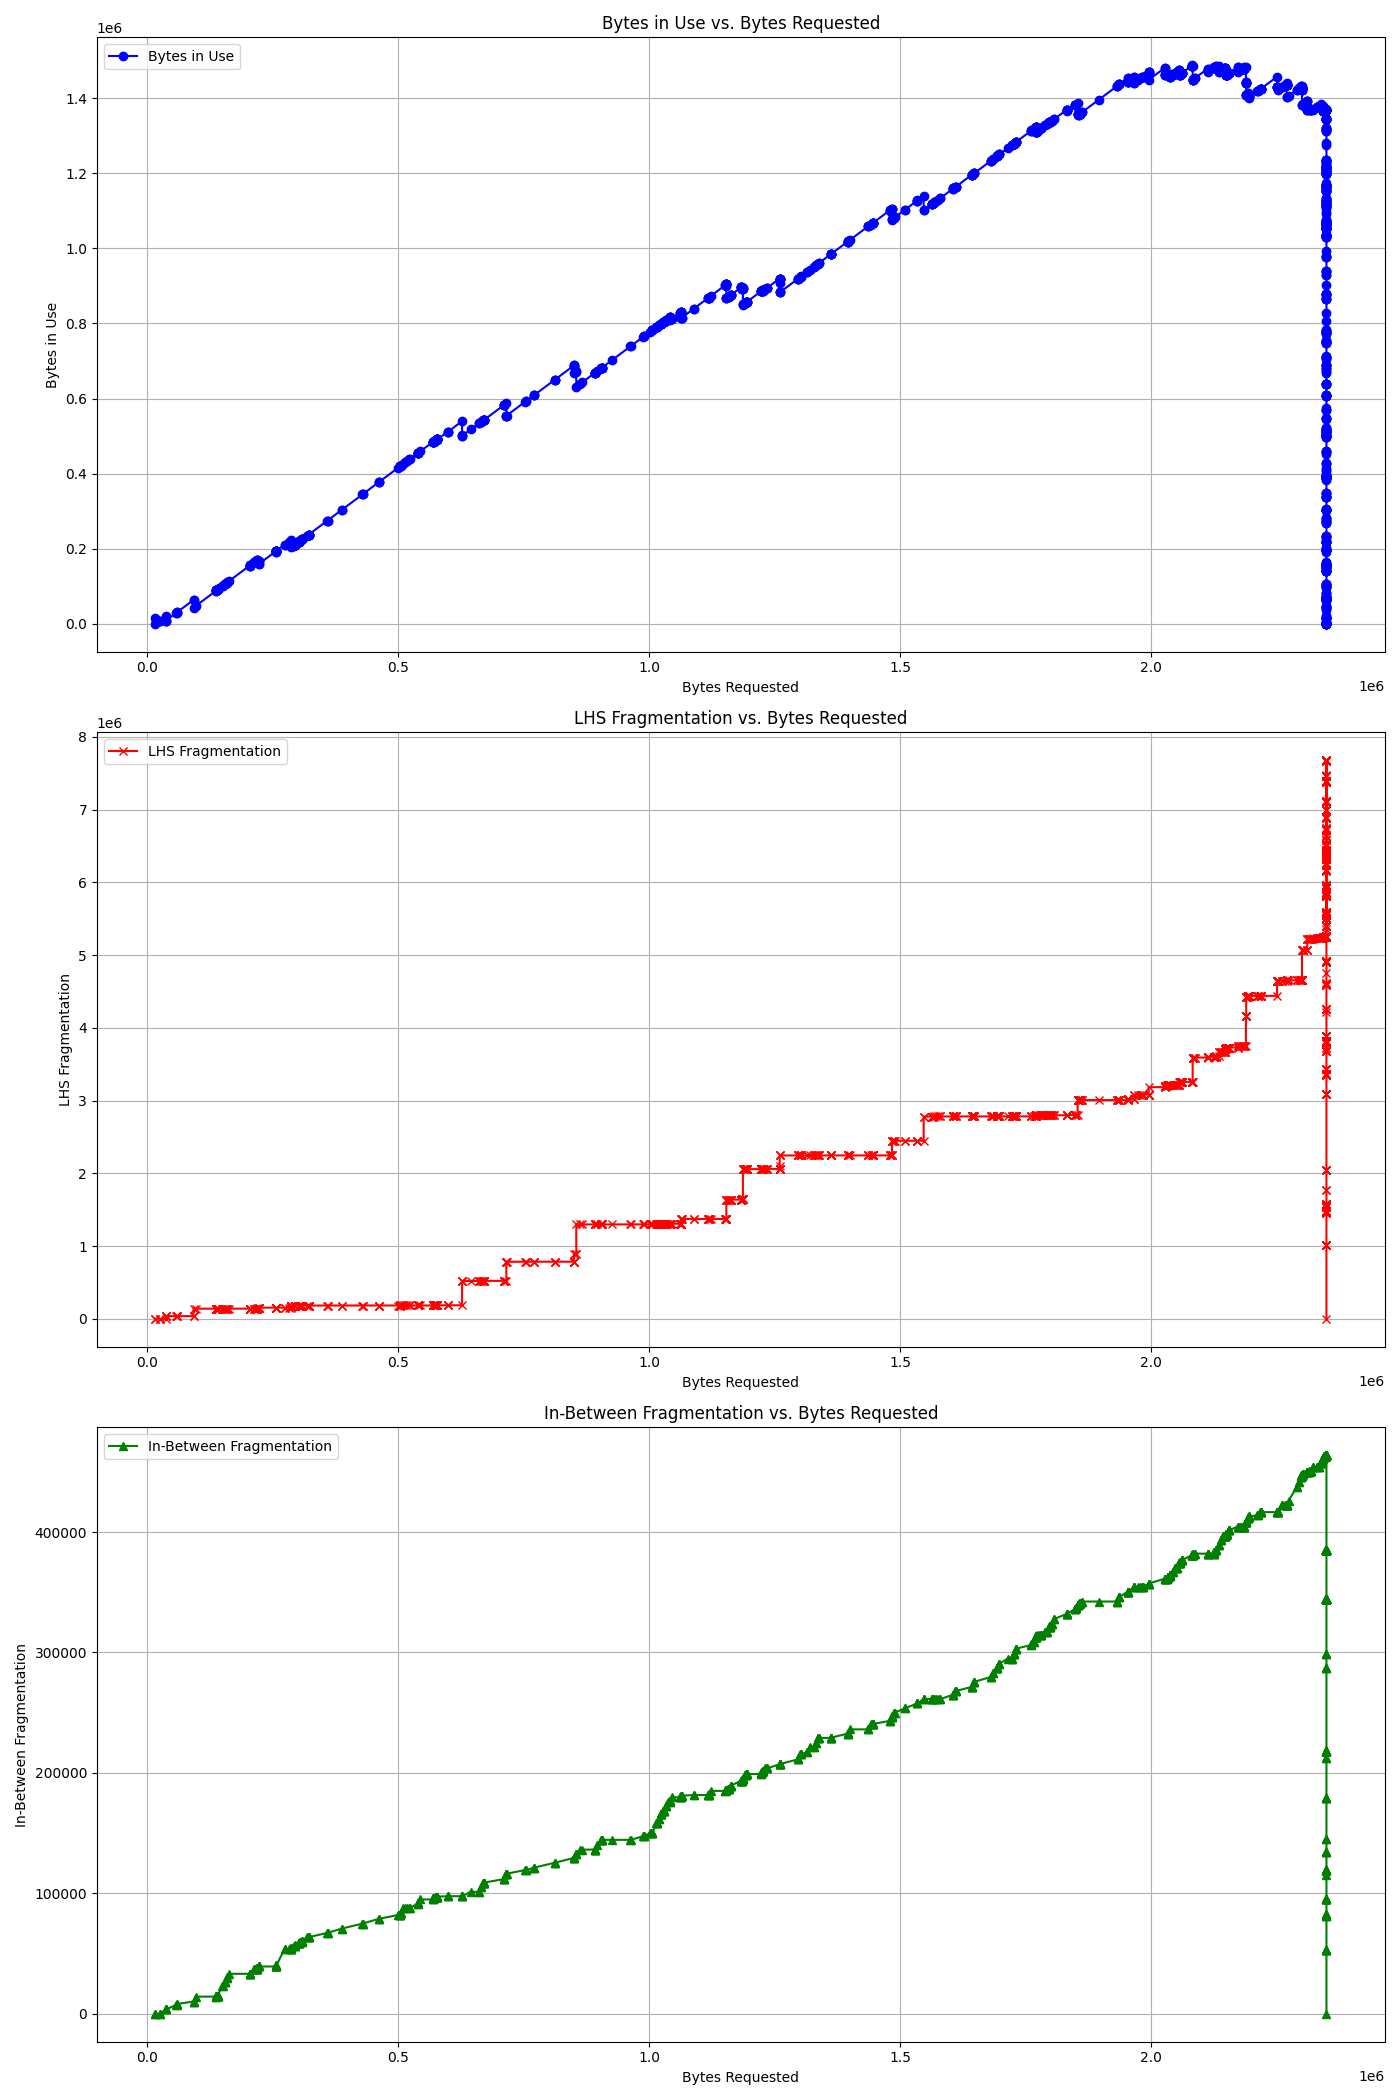 Bytes in Use vs. Bytes Requested
1e6
Bytes in Use
1.4
1.2
1.0
0.8
0.6
0.4
0.2
0.0
Bytes in Use
0.0 0.5 1.0 1.5 2.0
Bytes Requested
1e6
LHS Fragmentation vs. Bytes Requested
1e6
LHS Fragmentation
8
7
6
5
4
3
2
1
0
LHS Fragmentation
0.0 0.5 1.0 1.5 2.0
Bytes Requested
1e6
In-Between Fragmentation vs. Bytes Requested
In-Between Fragmentation
400000
300000
200000
100000
0
In-Between Fragmentation
0.0 0.5 1.0 1.5 2.0
Bytes Requested
1e6